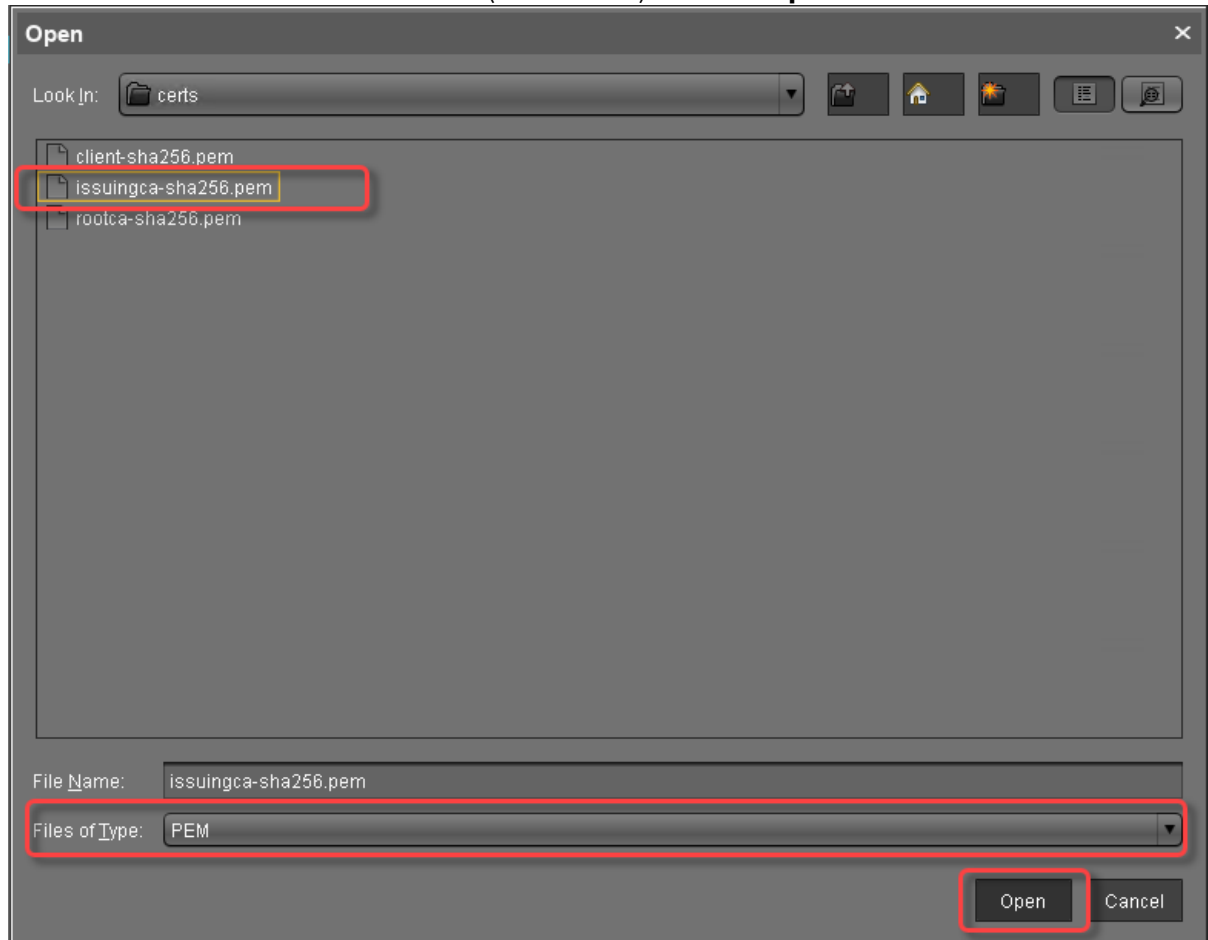 Open
Look In: certs
client-sha256.pem
issuingca-sha256.pem
rootca-sha256.pem
File Name: issuingca-sha256.pem
Files of Type: PEM
Open Cancel